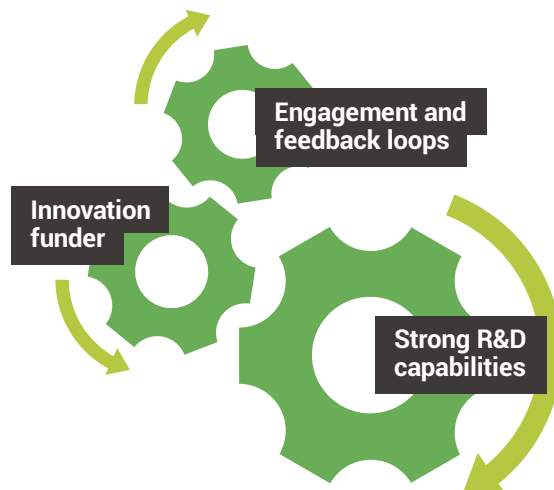 Engagement and
feedback loops
Innovation
funder
Strong R&D
capabilities